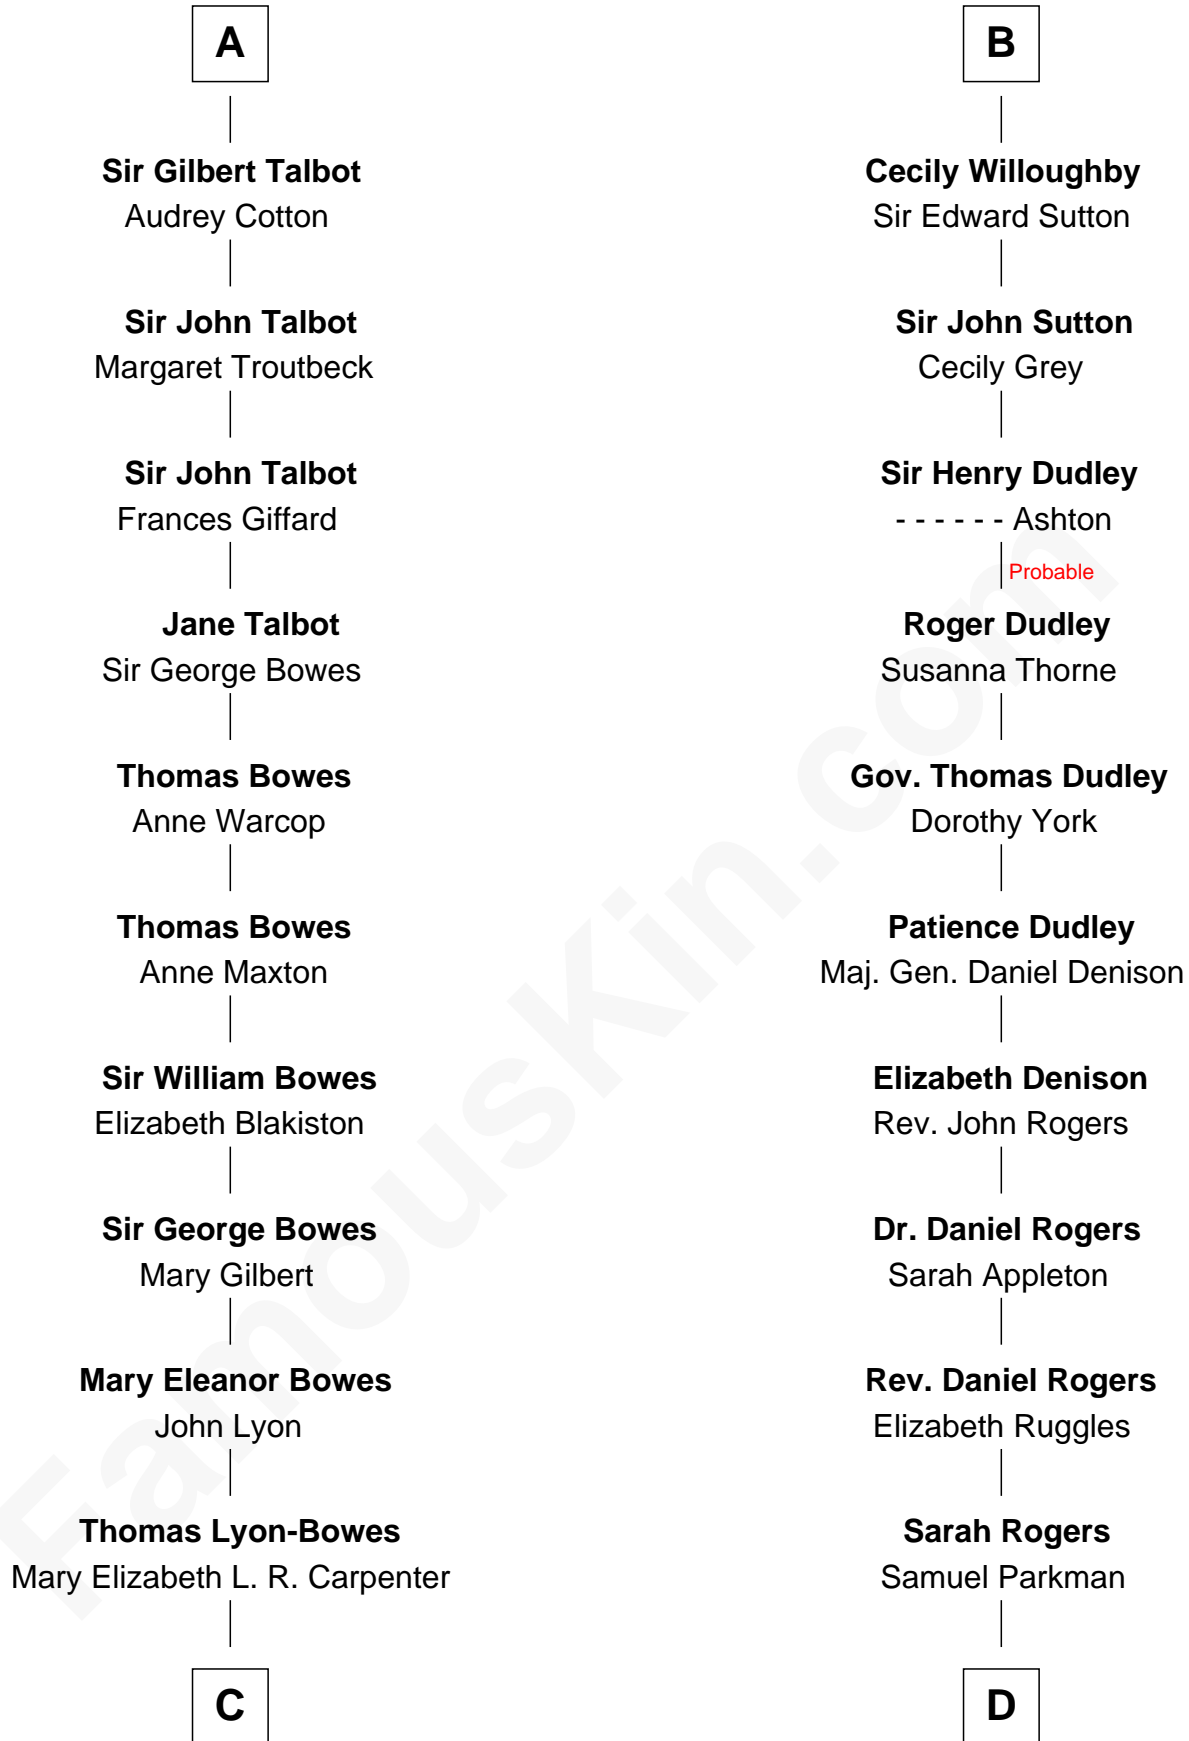 A
Sir Gilbert Talbot
Audrey Cotton
Sir John Talbot
Margaret Troutbeck
Sir John Talbot
Frances Giffard
Jane Talbot
Sir George Bowes
Thomas Bowes
Anne Warcop
Thomas Bowes
Anne Maxton
Sir William Bowes
Elizabeth Blakiston
Sir George Bowes
Mary Gilbert
Mary Eleanor Bowes
John Lyon
Thomas Lyon-Bowes
Mary Elizabeth L. R. Carpenter
C
B
Cecily Willoughby
Sir Edward Sutton
Sir John Sutton
Cecily Grey
Sir Henry Dudley
- - - - - - Ashton
Probable
Roger Dudley
Susanna Thorne
Gov. Thomas Dudley
Dorothy York
Patience Dudley
Maj. Gen. Daniel Denison
Elizabeth Denison
Rev. John Rogers
Dr. Daniel Rogers
Sarah Appleton
Rev. Daniel Rogers
Elizabeth Ruggles
Sarah Rogers
Samuel Parkman
D
FamousKin.com